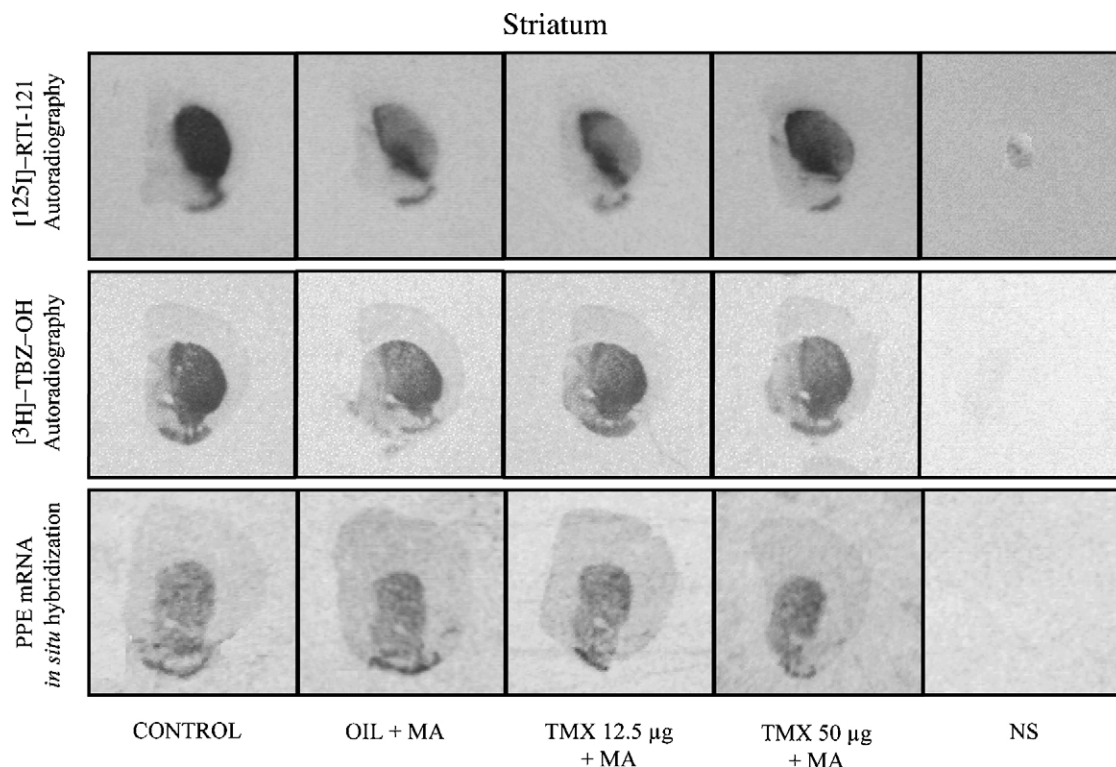 Striatum
[125I]–RTI-121
Autoradiography
[3H]–TBZ–OH
Autoradiography
PPE mRNA
in situ hybridization
CONTROL
OIL + MA
TMX 12.5 µg
+ MA
TMX 50 µg
+ MA
NS